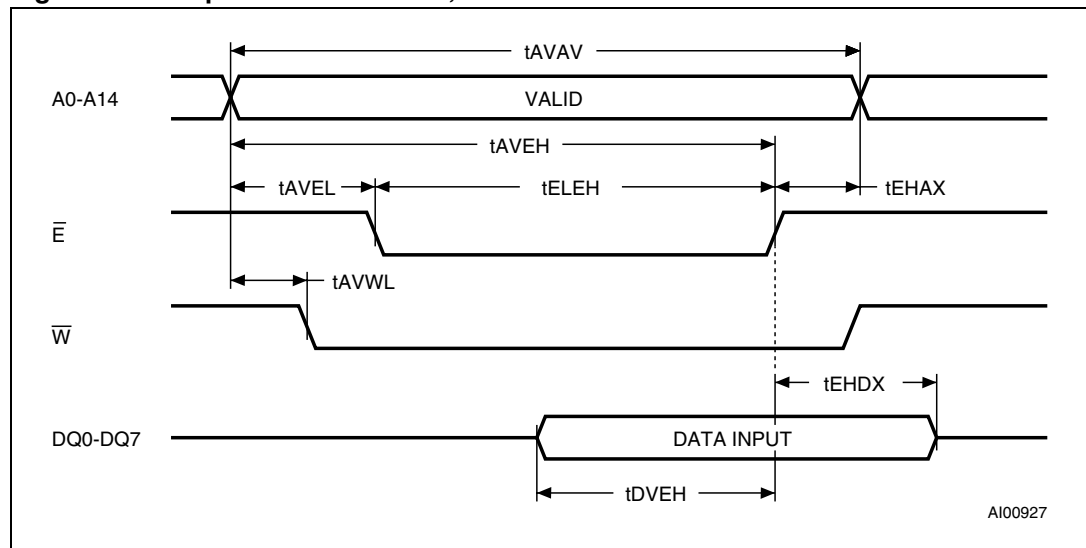 tAVAV
A0-A14
VALID
tAVEH
tAVEL
tELEH
tEHAX
E̅
tAVWL
W̅
tEHDX
DQ0-DQ7
DATA INPUT
tDVEH
AI00927